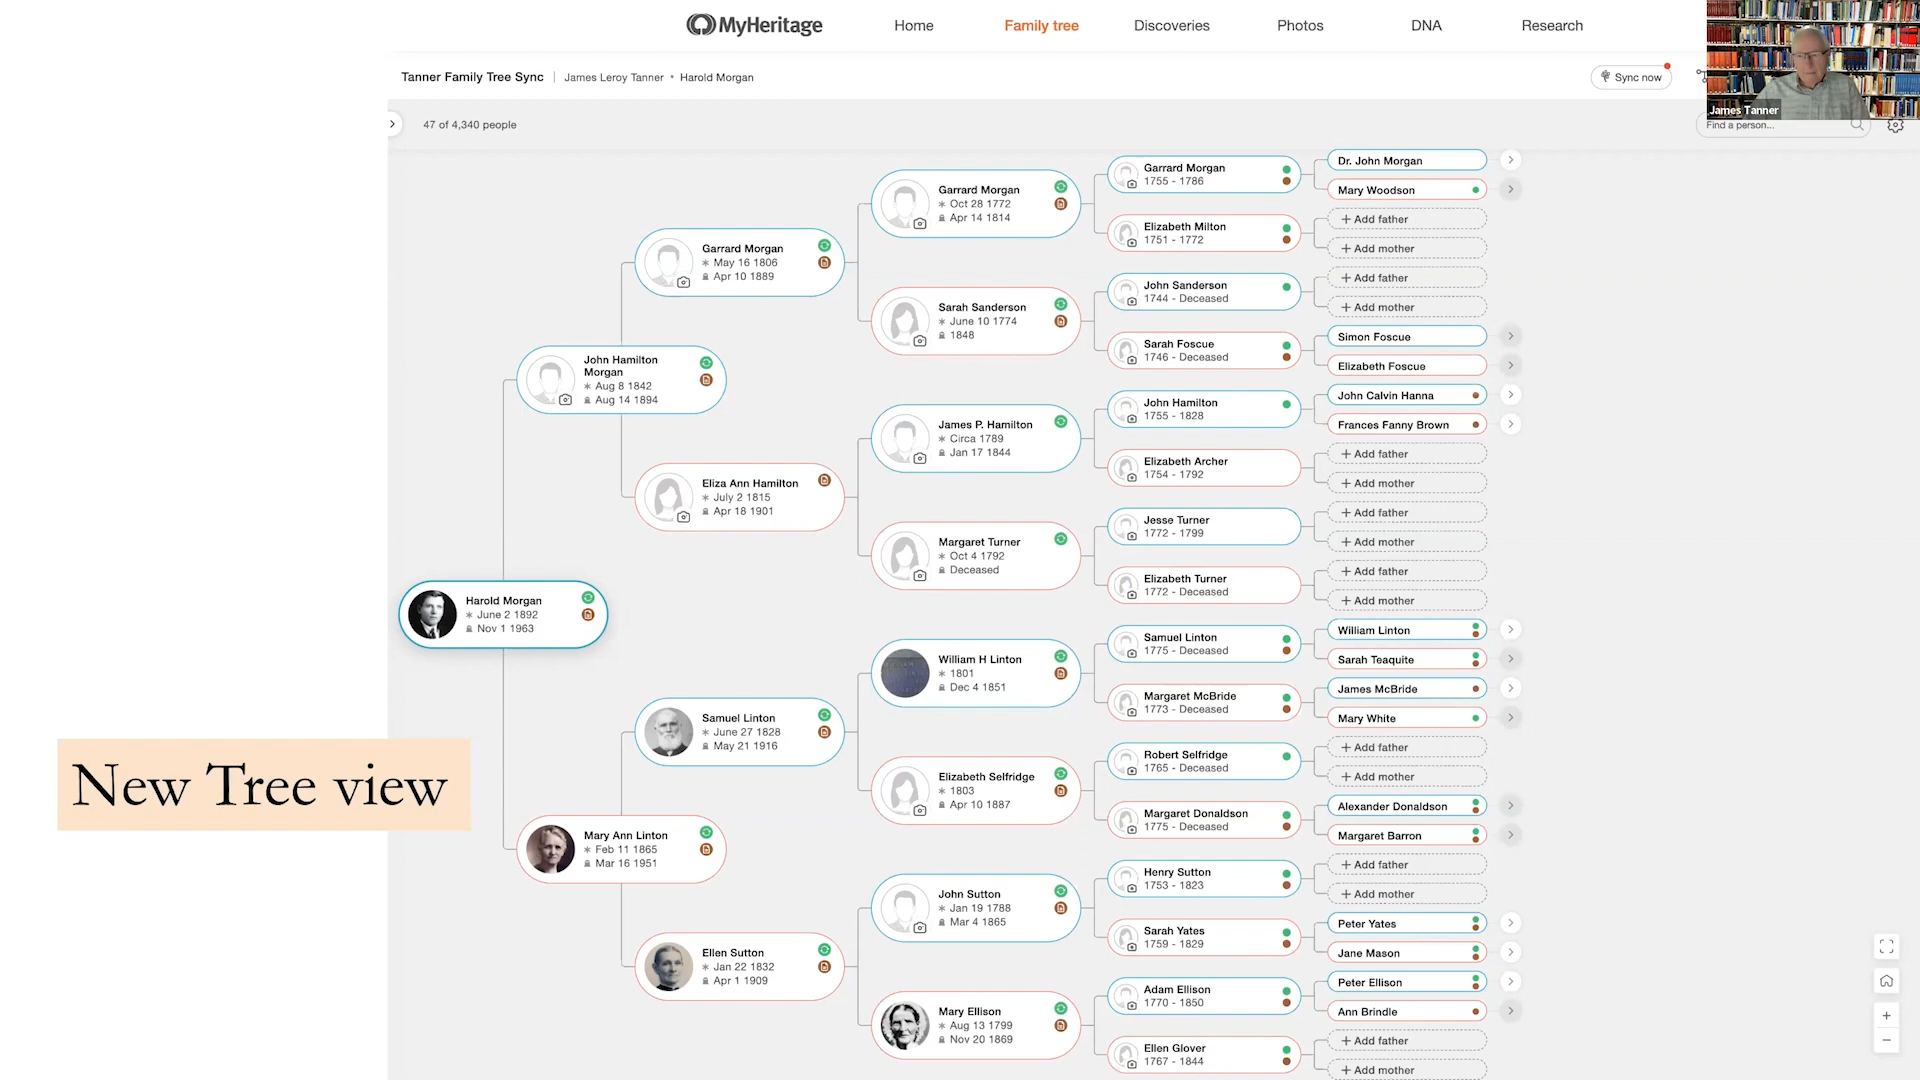 MyHeritage
Home
Family tree
Discoveries
Photos
DNA
Research
James Tanner
Tanner Family Tree Sync
James Leroy Tanner • Harold Morgan
Sync now
47 of 4,340 people
Find a person...
New Tree view
Harold Morgan
June 2 1892
Nov 1 1963
John Hamilton
Morgan
Aug 8 1842
Aug 14 1894
Mary Ann Linton
Feb 11 1865
Mar 16 1951
Garrard Morgan
May 16 1806
Apr 10 1889
Eliza Ann Hamilton
July 2 1815
Apr 18 1901
Samuel Linton
June 27 1828
May 21 1916
Ellen Sutton
Jan 22 1832
Apr 1 1909
Garrard Morgan
Oct 28 1772
Apr 14 1814
Sarah Sanderson
June 10 1774
1848
James P. Hamilton
Circa 1789
Jan 17 1844
Margaret Turner
Oct 4 1792
Deceased
William H Linton
1801
Dec 4 1851
Elizabeth Selfridge
1803
Apr 10 1887
John Sutton
Jan 19 1788
Mar 4 1865
Mary Ellison
Aug 13 1799
Nov 20 1869
Garrard Morgan
1755 - 1786
Elizabeth Milton
1751 - 1772
John Sanderson
1744 - Deceased
Sarah Foscue
1746 - Deceased
John Hamilton
1755 - 1828
Elizabeth Archer
1754 - 1792
Jesse Turner
1772 - 1799
Elizabeth Turner
1772 - Deceased
Samuel Linton
1775 - Deceased
Margaret McBride
1773 - Deceased
Robert Selfridge
1765 - Deceased
Margaret Donaldson
1775 - Deceased
Henry Sutton
1753 - 1823
Sarah Yates
1759 - 1829
Adam Ellison
1770 - 1850
Ellen Glover
1767 - 1844
Dr. John Morgan
Mary Woodson
+ Add father
+ Add mother
+ Add father
+ Add mother
Simon Foscue
Elizabeth Foscue
John Calvin Hanna
Frances Fanny Brown
+ Add father
+ Add mother
+ Add father
+ Add mother
+ Add father
+ Add mother
William Linton
Sarah Teaquite
James McBride
Mary White
+ Add father
+ Add mother
Alexander Donaldson
Margaret Barron
+ Add father
+ Add mother
Peter Yates
Jane Mason
Peter Ellison
Ann Brindle
+ Add father
+ Add mother